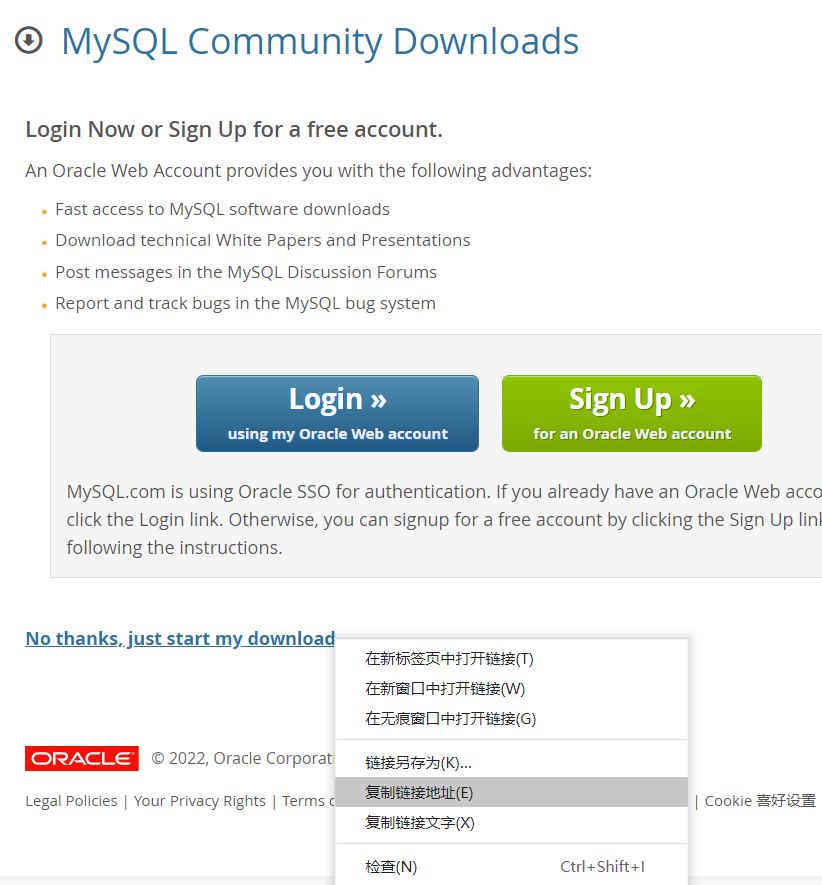 MySQL Community Downloads
Login Now or Sign Up for a free account.
An Oracle Web Account provides you with the following advantages:
Fast access to MySQL software downloads
Download technical White Papers and Presentations
Post messages in the MySQL Discussion Forums
Report and track bugs in the MySQL bug system
Login »
using my Oracle Web account
Sign Up »
for an Oracle Web account
MySQL.com is using Oracle SSO for authentication. If you already have an Oracle Web
click the Login link. Otherwise, you can signup for a free account by clicking the Sign Up
following the instructions.
No thanks, just start my download
在新标签页中打开链接(T)
在新窗口中打开链接(W)
在无痕窗口中打开链接(G)
链接另存为(K)...
复制链接地址(E)
复制链接文字(X)
检查(N) Ctrl+Shift+I
ORACLE © 2022, Oracle
Legal Policies | Your Privacy Rights | Terms
| Cookie 喜好设置